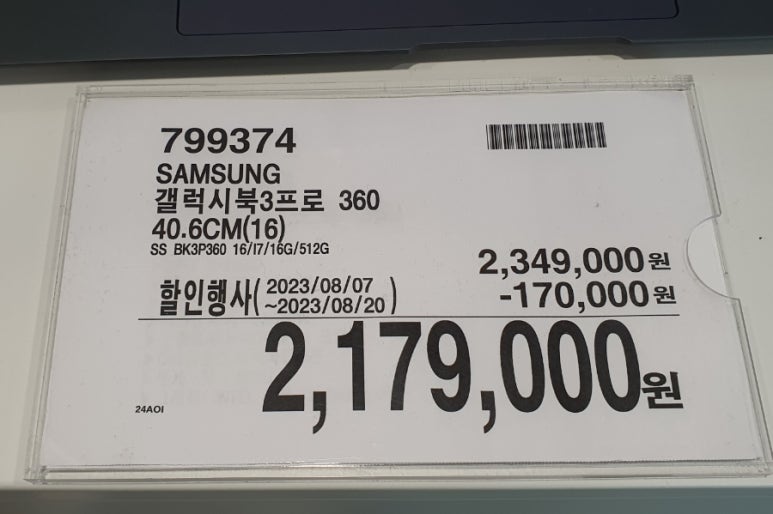 799374
SAMSUNG
갤럭시북3프로 360
40.6CM(16)
SS BK3P360 16/I7/16G/512G
2,349,000원
할인행사( 2023/08/07 ~2023/08/20 )
-170,000원
2,179,000원
24AOI